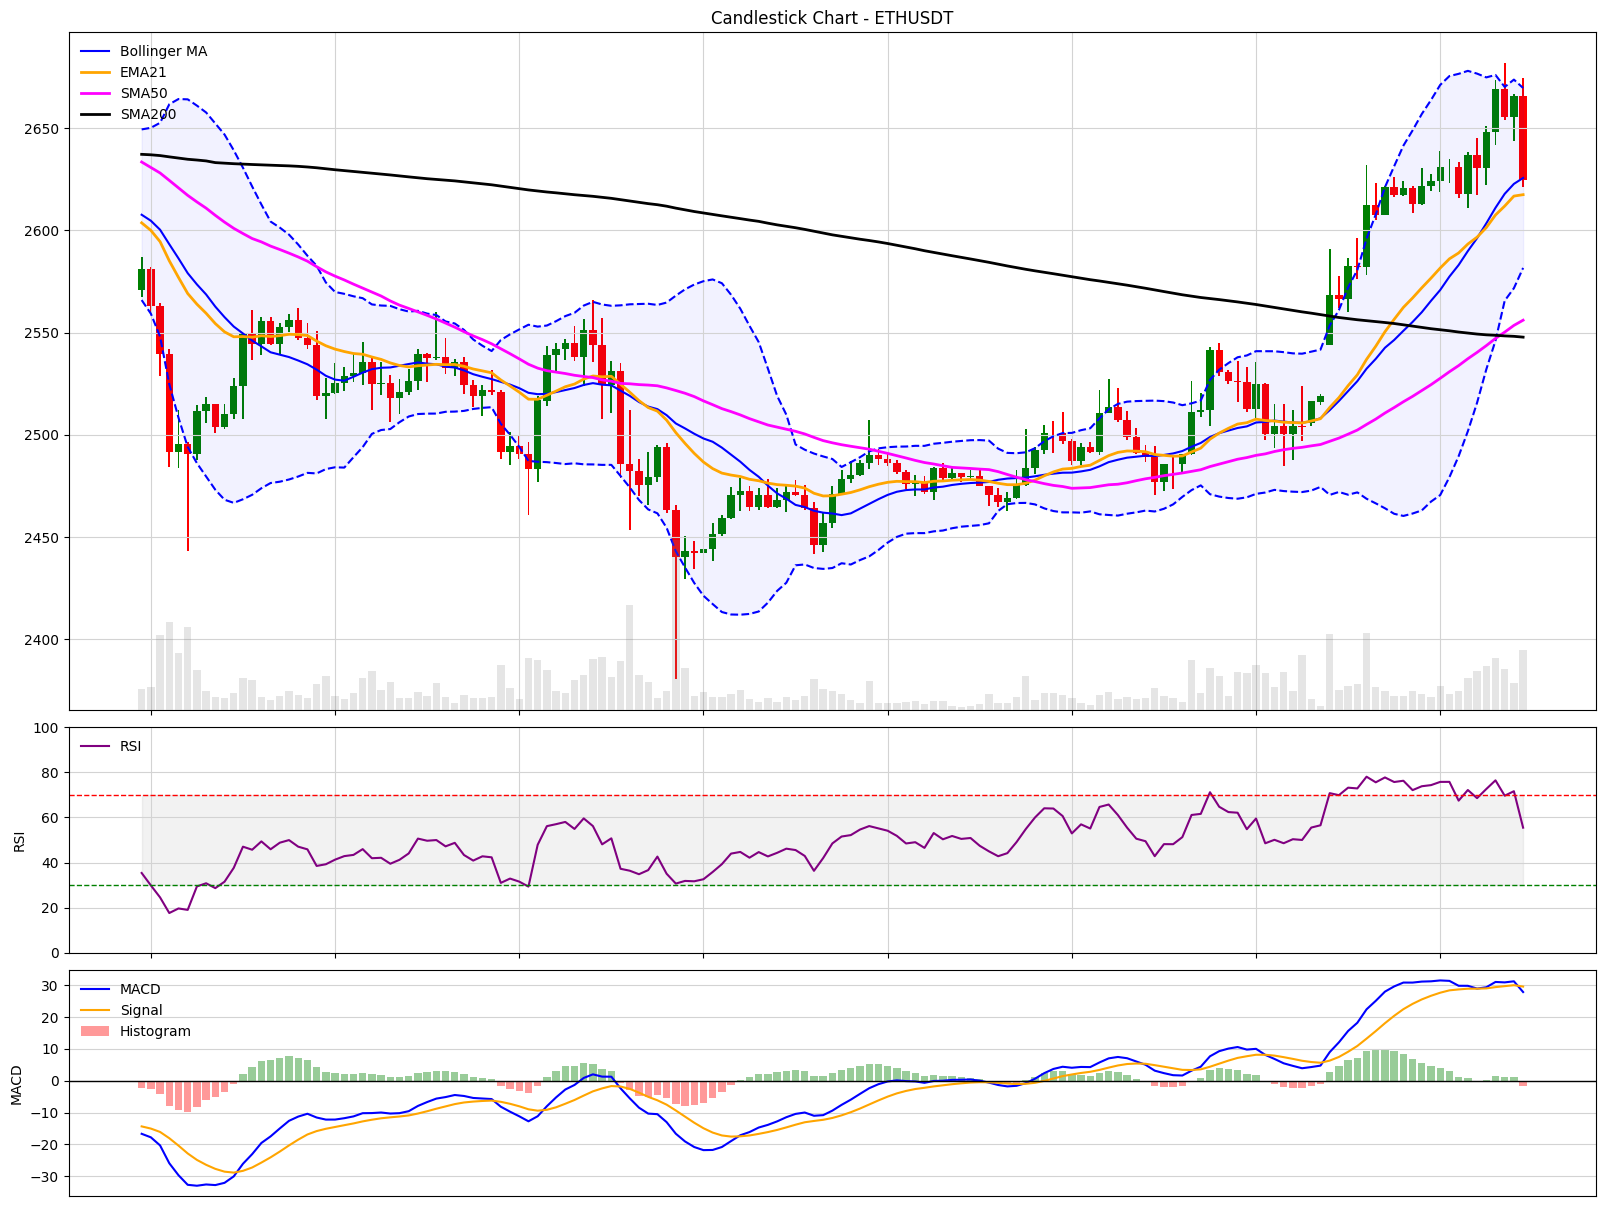 Candlestick Chart - ETHUSDT
Bollinger MA
EMA21
SMA50
SMA200
2650
2600
2550
2500
2450
2400
RSI
100
80
60
40
20
0
RSI
MACD
Signal
Histogram
30
20
10
0
−10
−20
−30
MACD